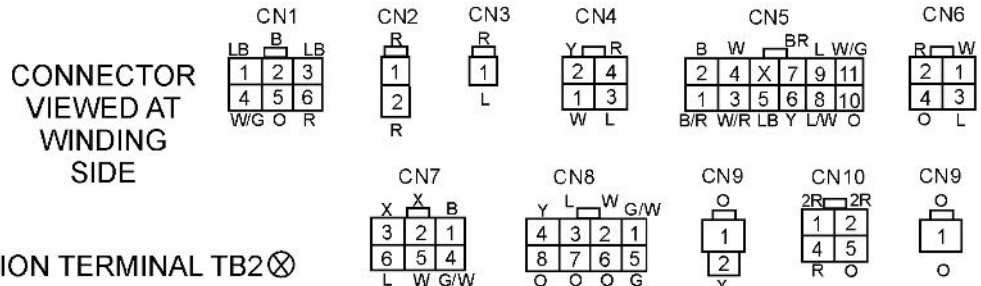 CN1 CN2 CN3 CN4 CN5 CN6
LB B LB R R Y R B W BR L W/G R W
CONNECTOR
VIEWED AT
WINDING
SIDE
1 2 3 1 1 2 4 2 4 X 7 9 11 2 1
4 5 6 2 1 3 1 3 5 6 8 10 4 3
W/G O R R L W L B/R W/R LB Y L/W O O L
CN7 CN8 CN9 CN10 CN9
X X B Y L W G/W O 2R 2R O
3 2 1 4 3 2 1 1 1 2 1
6 5 4 8 7 6 5 2 4 5
L W G/W O O O G Y R O O
ION TERMINAL TB2